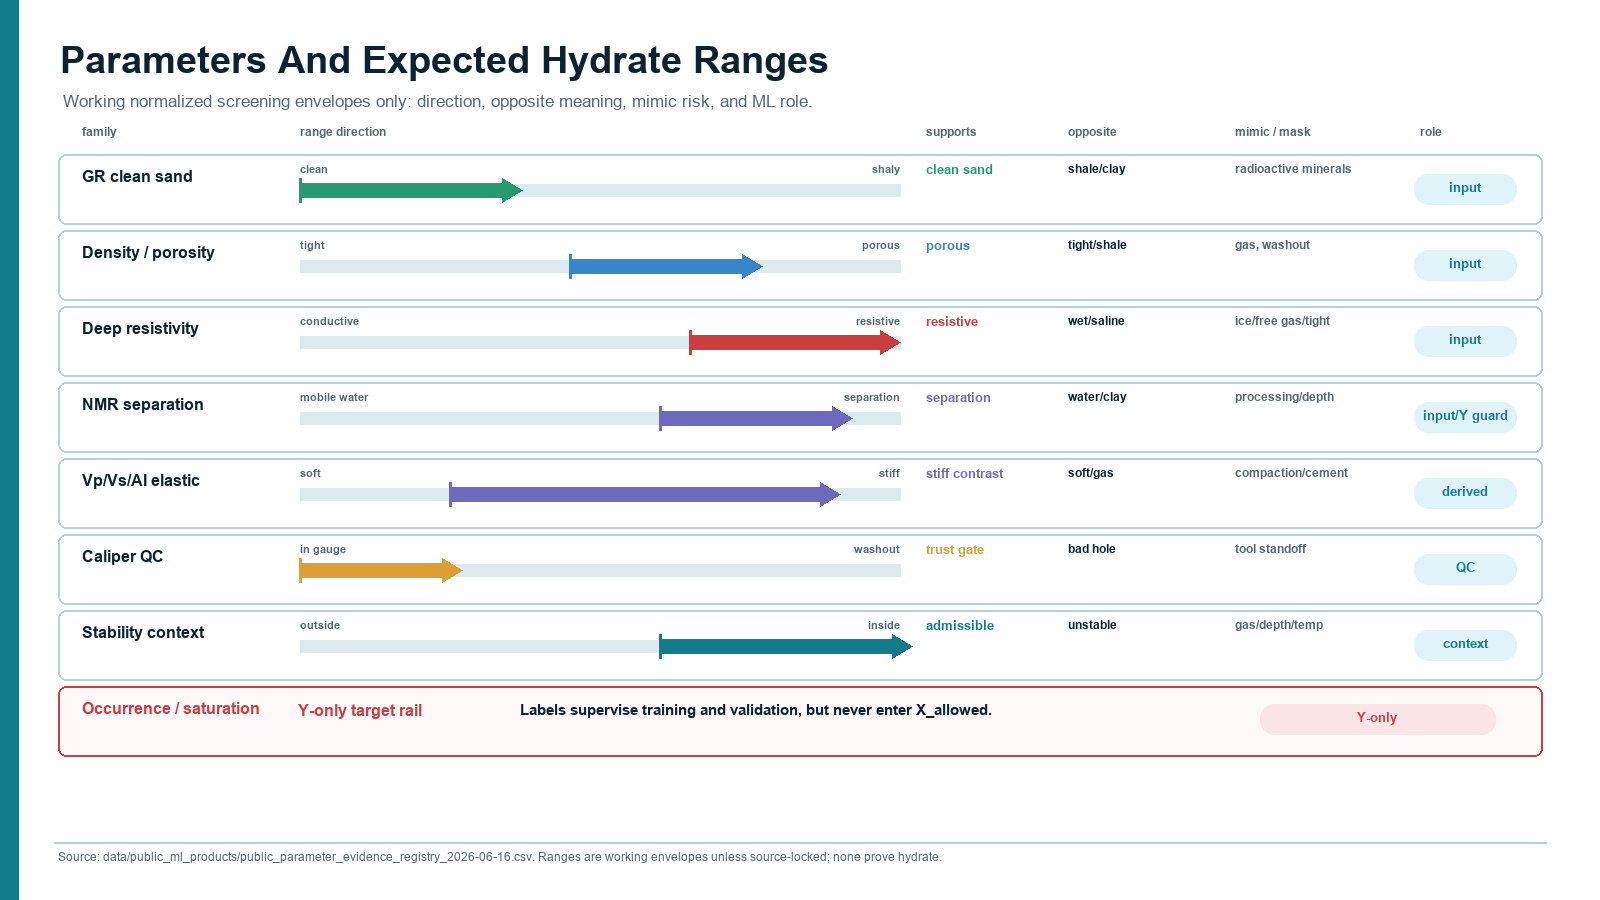 Parameters And Expected Hydrate Ranges
Working normalized screening envelopes only: direction, opposite meaning, mimic risk, and ML role.
family range direction supports opposite mimic / mask role
GR clean sand clean shaly clean sand shale/clay radioactive minerals input
Density / porosity tight porous porous tight/shale gas, washout input
Deep resistivity conductive resistive resistive wet/saline ice/free gas/tight input
NMR separation mobile water separation separation water/clay processing/depth input/Y guard
Vp/Vs/AI elastic soft stiff stiff contrast soft/gas compaction/cement derived
Caliper QC in gauge washout trust gate bad hole tool standoff QC
Stability context outside inside admissible unstable gas/depth/temp context
Occurrence / saturation Y-only target rail Labels supervise training and validation, but never enter X_allowed. Y-only
Source: data/public_ml_products/public_parameter_evidence_registry_2026-06-16.csv. Ranges are working envelopes unless source-locked; none prove hydrate.